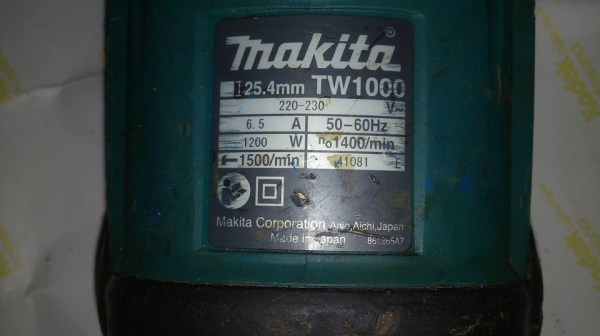 makita®
25.4mm TW1000
220-230 V~
6.5 A 50-60Hz
1200 W n₀1400/min
1500/min 41081 E
Makita Corporation Anjo, Aichi, Japan
Made in Japan 861265A7